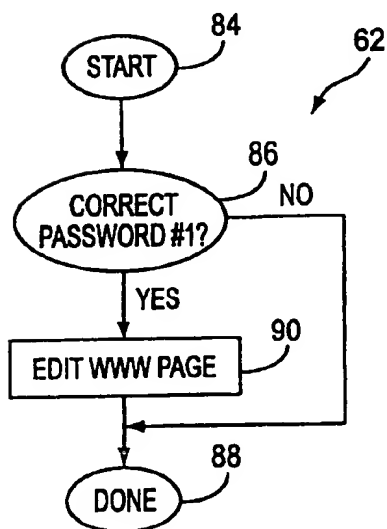 84
START
62
86
CORRECT
PASSWORD #1?
NO
YES
90
EDIT WWW PAGE
88
DONE